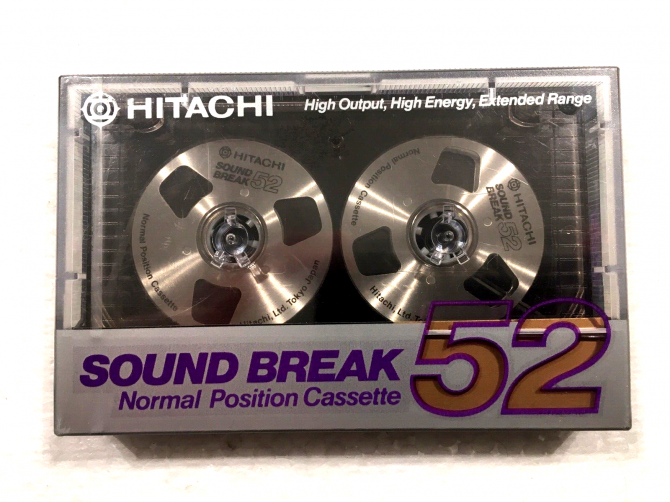 HITACHI
High Output, High Energy, Extended Range
HITACHI
SOUND
BREAK 52
Normal Position Cassette
Hitachi, Ltd. Tokyo Japan
Normal Position Cassette
HITACHI
SOUND
BREAK 52
Hitachi, Ltd. Tokyo
SOUND BREAK 52
Normal Position Cassette